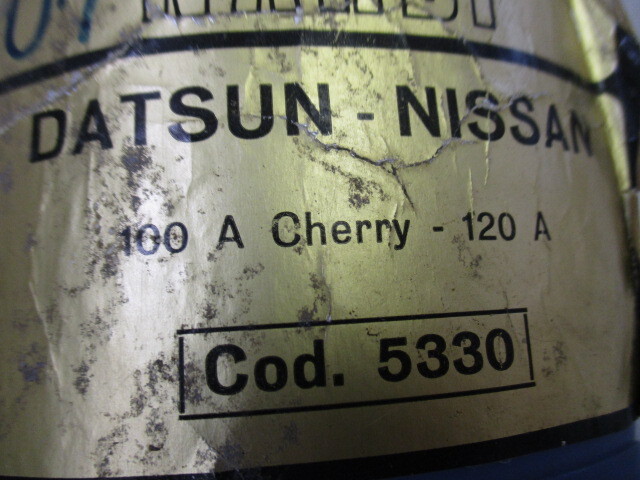 DATSUN - NISSAN
100 A Cherry - 120 A
Cod. 5330